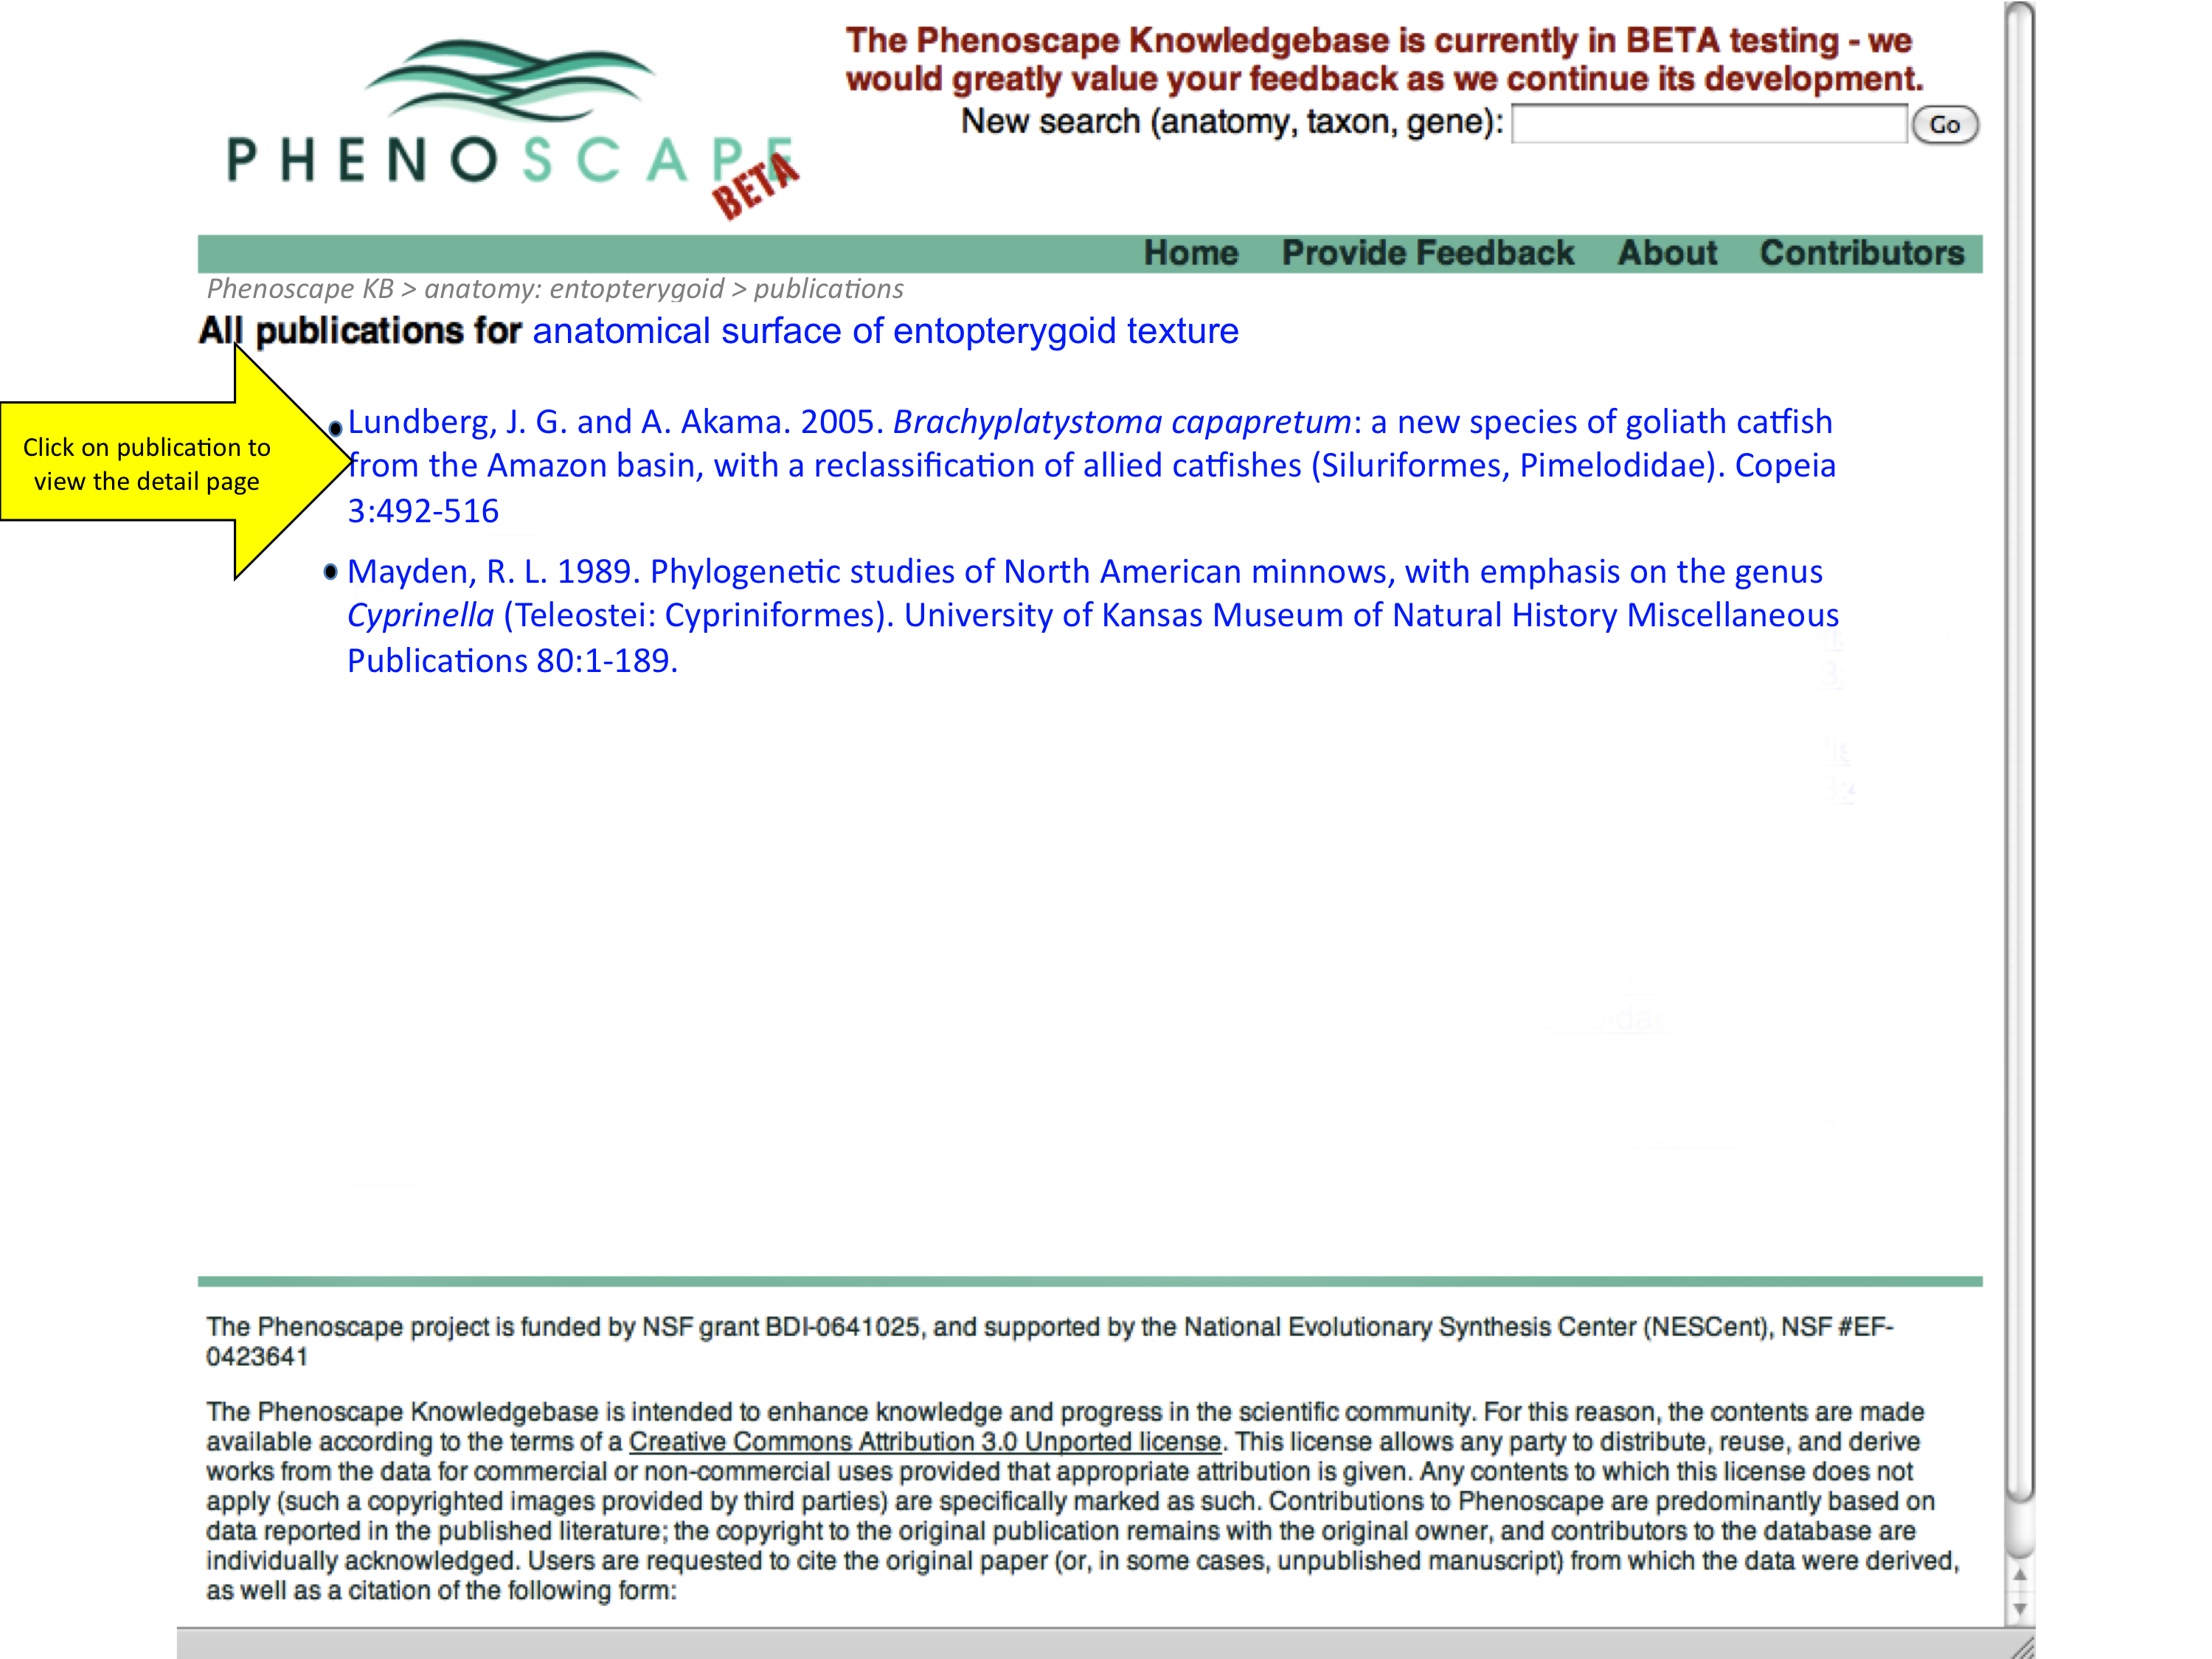 The Phenoscape Knowledgebase is currently in BETA testing - we
would greatly value your feedback as we continue its development.
New search (anatomy, taxon, gene):
Go
PHENOSCAPE
BETA
Home Provide Feedback About Contributors
Phenoscape KB > anatomy: entopterygoid > publications
All publications for anatomical surface of entopterygoid texture
Click on publication to
view the detail page
• Lundberg, J. G. and A. Akama. 2005. Brachyplatystoma capapretum: a new species of goliath catfish
from the Amazon basin, with a reclassification of allied catfishes (Siluriformes, Pimelodidae). Copeia
3:492-516
• Mayden, R. L. 1989. Phylogenetic studies of North American minnows, with emphasis on the genus
Cyprinella (Teleostei: Cypriniformes). University of Kansas Museum of Natural History Miscellaneous
Publications 80:1-189.
The Phenoscape project is funded by NSF grant BDI-0641025, and supported by the National Evolutionary Synthesis Center (NESCent), NSF #EF-
0423641
The Phenoscape Knowledgebase is intended to enhance knowledge and progress in the scientific community. For this reason, the contents are made
available according to the terms of a Creative Commons Attribution 3.0 Unported license. This license allows any party to distribute, reuse, and derive
works from the data for commercial or non-commercial uses provided that appropriate attribution is given. Any contents to which this license does not
apply (such a copyrighted images provided by third parties) are specifically marked as such. Contributions to Phenoscape are predominantly based on
data reported in the published literature; the copyright to the original publication remains with the original owner, and contributors to the database are
individually acknowledged. Users are requested to cite the original paper (or, in some cases, unpublished manuscript) from which the data were derived,
as well as a citation of the following form: